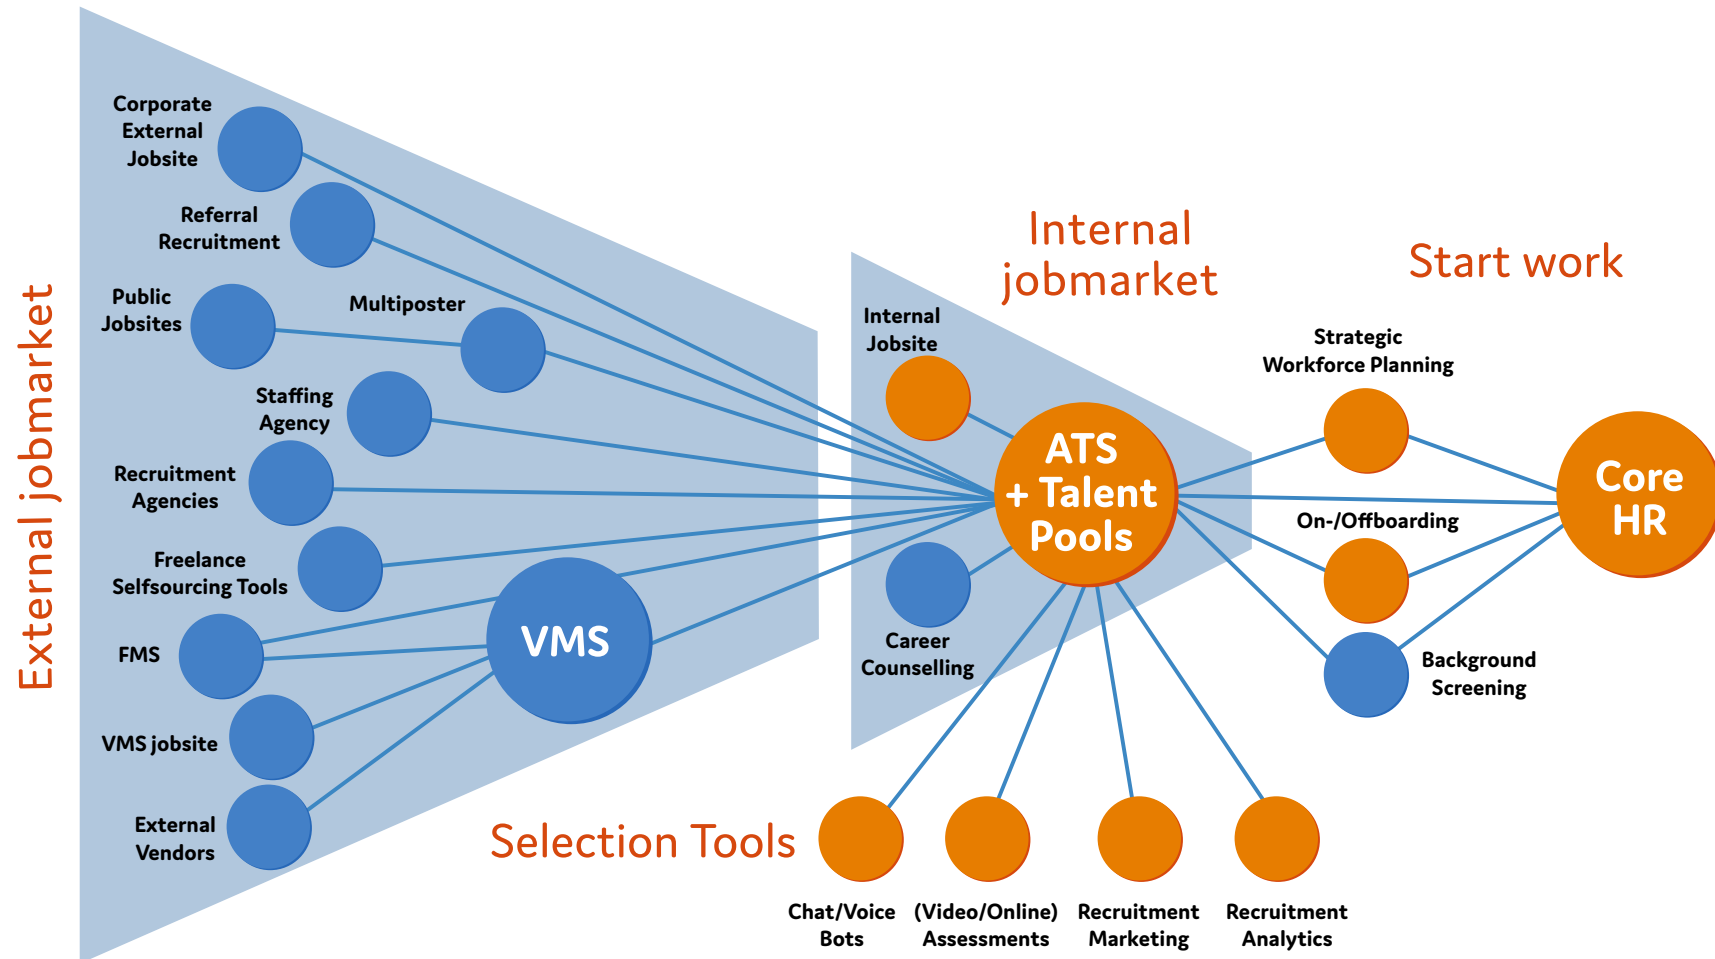 External jobmarket
Corporate
External
Jobsite
Referral
Recruitment
Public
Jobsites
Multiposter
Staffing
Agency
Recruitment
Agencies
Freelance
Selfsourcing Tools
FMS
VMS
VMS jobsite
External
Vendors
Internal
jobmarket
Internal
Jobsite
ATS
+ Talent
Pools
Career
Counselling
Start work
Strategic
Workforce Planning
On-/Offboarding
Background
Screening
Core
HR
Selection Tools
Chat/Voice
Bots
(Video/Online)
Assessments
Recruitment
Marketing
Recruitment
Analytics